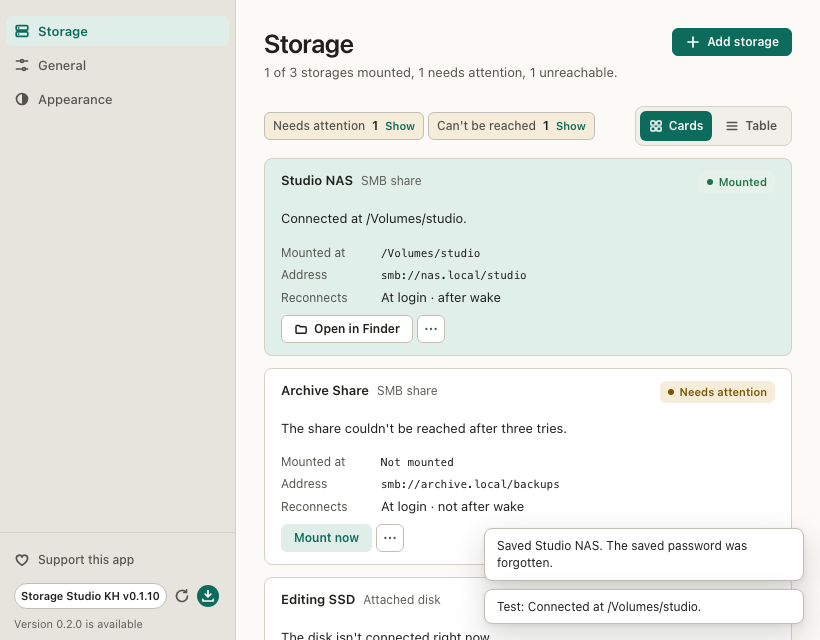 Storage
General
Appearance
Support this app
Storage Studio KH v0.1.10
Version 0.2.0 is available
Storage
Add storage
1 of 3 storages mounted, 1 needs attention, 1 unreachable.
Needs attention 1 Show
Can't be reached 1 Show
Cards
Table
Studio NAS SMB share
Mounted
Connected at /Volumes/studio.
Mounted at /Volumes/studio
Address smb://nas.local/studio
Reconnects At login · after wake
Open in Finder
Archive Share SMB share
Needs attention
The share couldn't be reached after three tries.
Mounted at Not mounted
Address smb://archive.local/backups
Reconnects At login · not after wake
Mount now
Editing SSD Attached disk
The disk isn't connected right now
Saved Studio NAS. The saved password was
forgotten.
Test: Connected at /Volumes/studio.